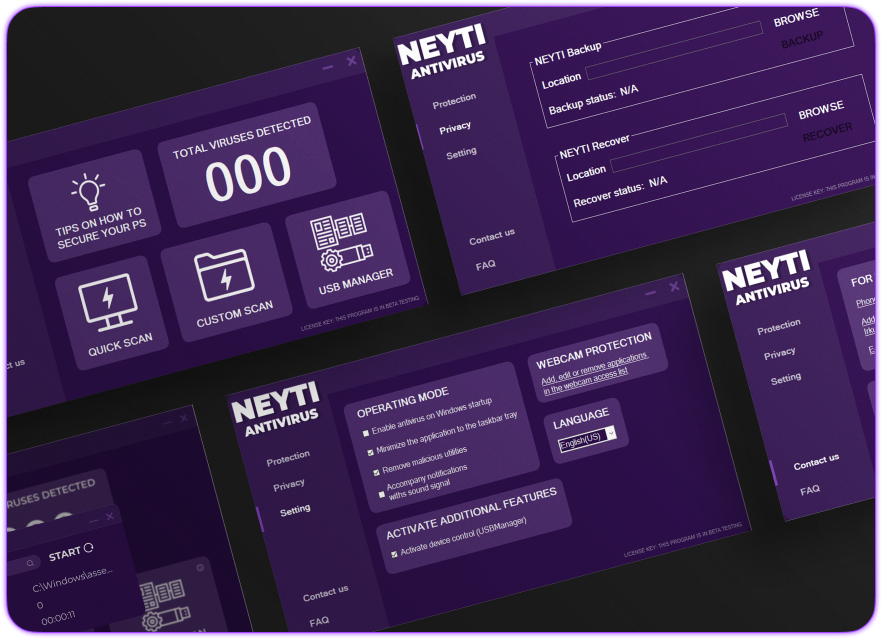 TIPS ON HOW TO
SECURE YOUR PS
TOTAL VIRUSES DETECTED
000
QUICK SCAN
CUSTOM SCAN
USB MANAGER
LICENSE KEY: THIS PROGRAM IS IN BETA TESTING
ct us
NEYTI
ANTIVIRUS
Protection
Privacy
Setting
Contact us
FAQ
NEYTI Backup
Location
BROWSE
BACKUP
Backup status: N/A
NEYTI Recover
Location
BROWSE
RECOVER
Recover status: N/A
LICENSE KEY: THIS PROGRAM IS IN BE
RUSES DETECTED
START
C:\Windows\asse...
0
00:00:11
AN
NEYTI
ANTIVIRUS
Protection
Privacy
Setting
Contact us
FAQ
OPERATING MODE
Enable antivirus on Windows startup
Minimize the application to the taskbar tray
Remove malicious utilities
Accompany notifications
withs sound signal
ACTIVATE ADDITIONAL FEATURES
Activate device control (USBManager)
WEBCAM PROTECTION
Add, edit or remove applications
in the webcam access list
LANGUAGE
English(US)
LICENSE KEY: THIS PROGRAM IS IN BETA TESTING
NEYTI
ANTIVIRUS
Protection
Privacy
Setting
Contact us
FAQ
FOR
Phone
Add
Irku
E